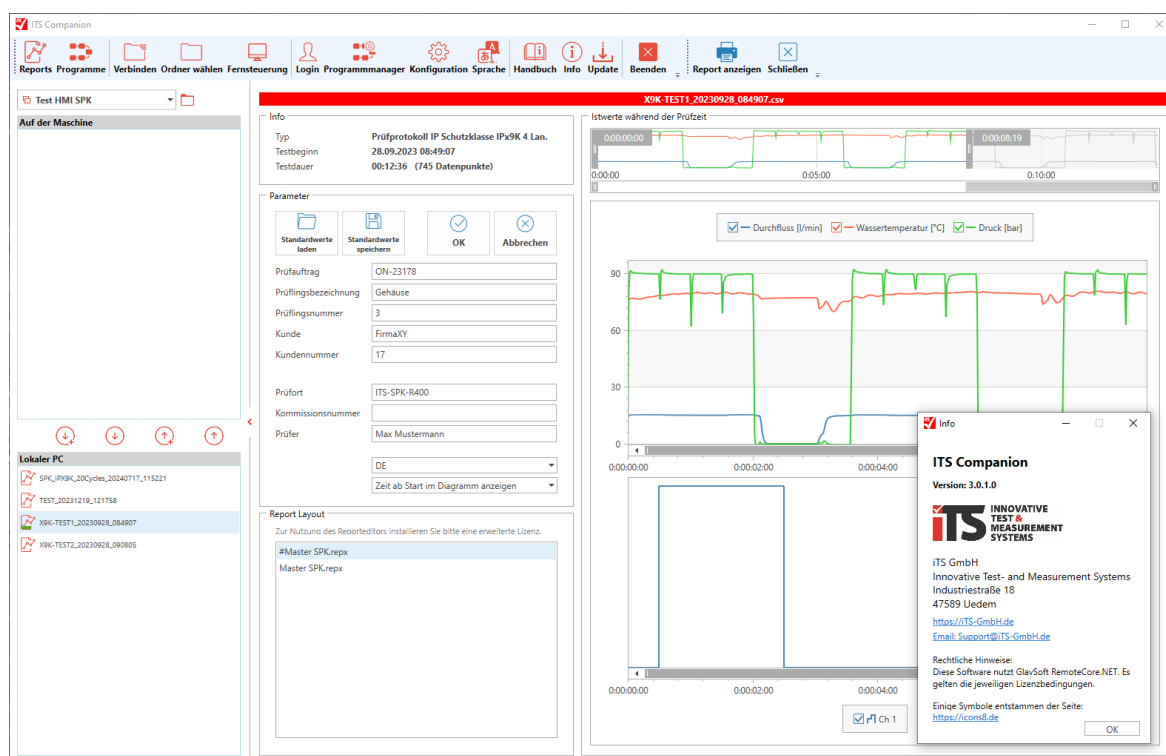 ITS Companion
Reports Programme Verbinden Ordner wählen Fernsteuerung Login Programmmanager Konfiguration Sprache Handbuch Info Update Beenden Report anzeigen Schließen
Test HMI SPK
Auf der Maschine
Lokaler PC
SPK_IPX9K_20Cycles_20240717_115221
TEST_20231219_121758
X9K-TEST1_20230928_084907
X9K-TEST2_20230928_090805
X9K-TEST1_20230928_084907.csv
Info
Typ Prüfprotokoll IP Schutzklasse IPx9K 4 Lan.
Testbeginn 28.09.2023 08:49:07
Testdauer 00:12:36 (745 Datenpunkte)
Parameter
Standardwerte laden
Standardwerte speichern
OK
Abbrechen
Prüfauftrag ON-23178
Prüflingsbezeichnung Gehäuse
Prüflingsnummer 3
Kunde FirmaXY
Kundennummer 17
Prüfort ITS-SPK-R400
Kommissionsnummer
Prüfer Max Mustermann
DE
Zeit ab Start im Diagramm anzeigen
Report Layout
Zur Nutzung des Reporteditors installieren Sie bitte eine erweiterte Lizenz.
#Master SPK.repx
Master SPK.repx
Istwerte während der Prüfzeit
0:00:00:00 0:00:08:19
0:00:00 0:05:00 0:10:00
Durchfluss [l/min] Wassertemperatur [°C] Druck [bar]
90
60
30
0
0:00:00:00 0:00:02:00 0:00:04:00
0:00:00:00 0:00:02:00 0:00:04:00
Ch 1
Info
ITS Companion
Version: 3.0.1.0
iTS INNOVATIVE
TEST &
MEASUREMENT
SYSTEMS
iTS GmbH
Innovative Test- and Measurement Systems
Industriestraße 18
47589 Uedem
https://iTS-GmbH.de
Email: Support@iTS-GmbH.de
Rechtliche Hinweise:
Diese Software nutzt GlavSoft RemoteCore.NET. Es
gelten die jeweiligen Lizenzbedingungen.
Einige Symbole entstammen der Seite:
https://icons8.de
OK